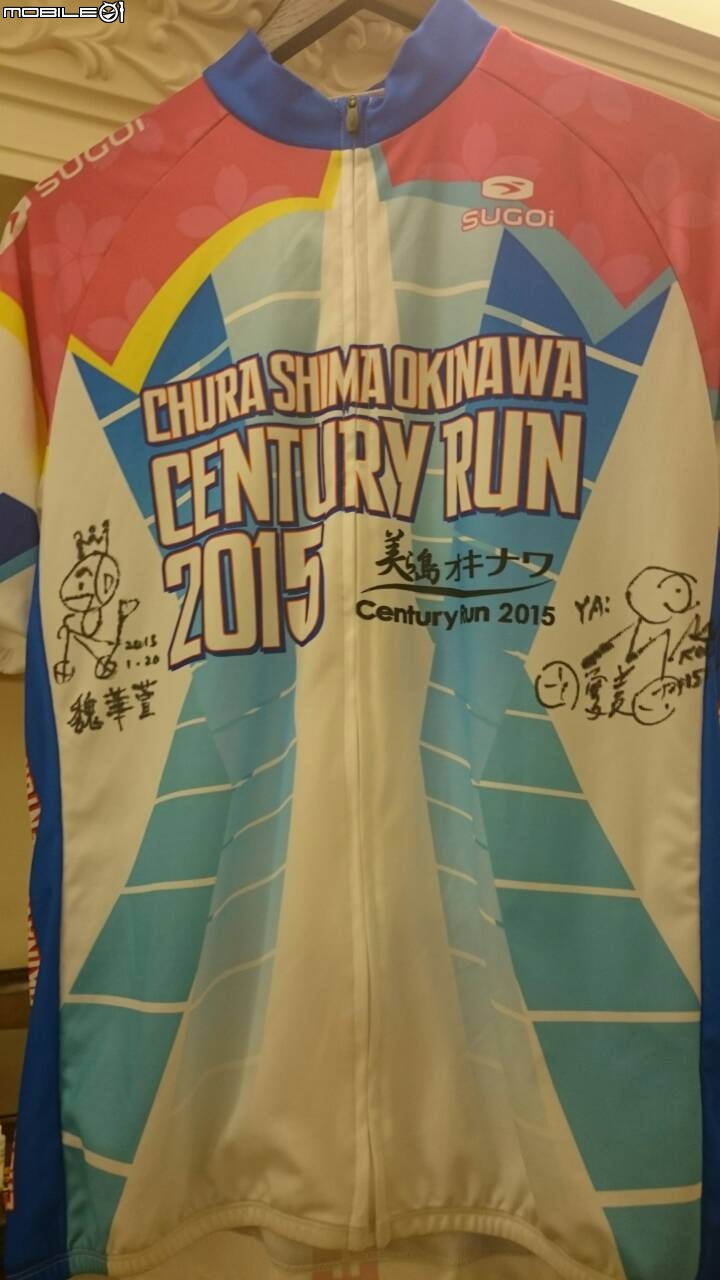 MOBILE01
SUGOi
SUGOi
CHURA SHIMA OKINAWA
CENTURY RUN
2015
美ら島 オキナワ
Century Run 2015
YA:
2015
1.20
魏華萱